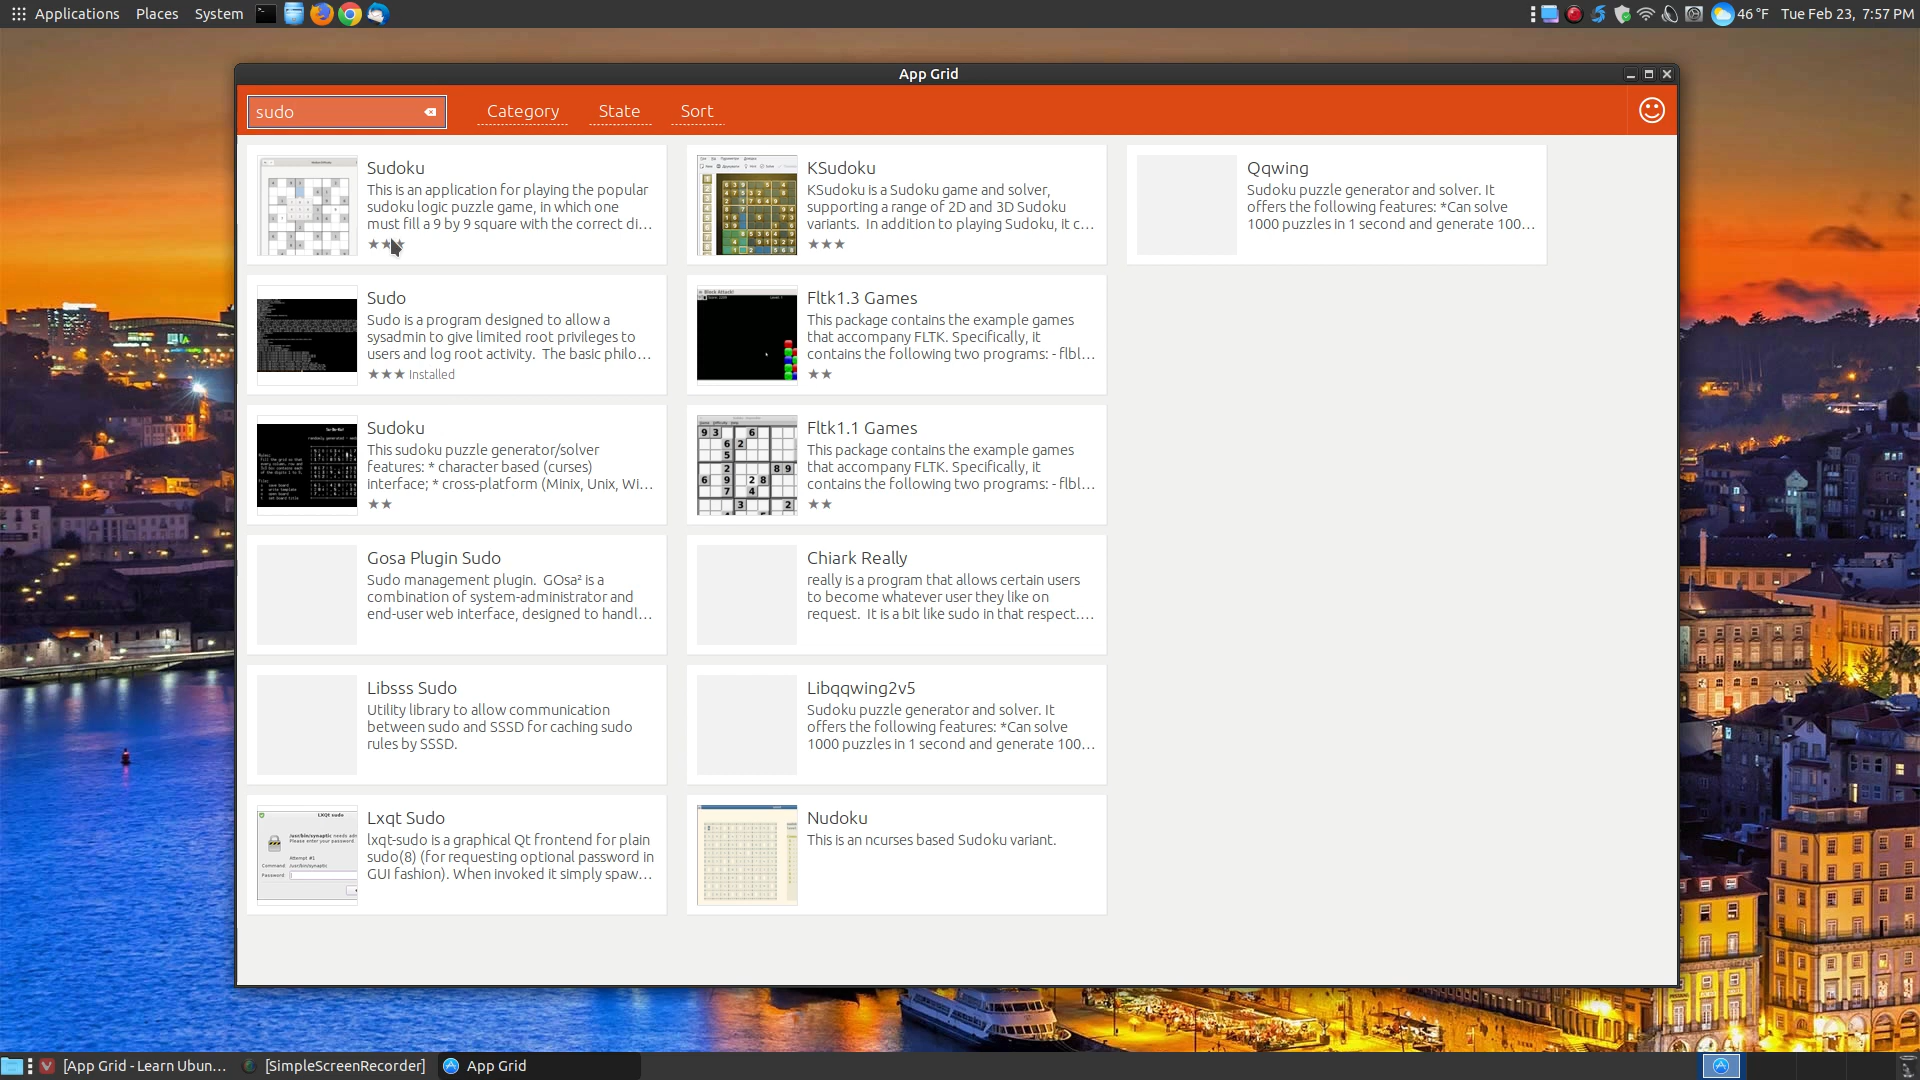 Applications Places System
46 °F Tue Feb 23, 7:57 PM
App Grid
sudo
Category State Sort
Sudoku
This is an application for playing the popular
sudoku logic puzzle game, in which one
must fill a 9 by 9 square with the correct di...
★★★
Sudo
Sudo is a program designed to allow a
sysadmin to give limited root privileges to
users and log root activity. The basic philo...
★★★ Installed
Sudoku
This sudoku puzzle generator/solver
features: * character based (curses)
interface; * cross-platform (Minix, Unix, Wi...
★★
Gosa Plugin Sudo
Sudo management plugin. GOsa² is a
combination of system-administrator and
end-user web interface, designed to handl...
Libsss Sudo
Utility library to allow communication
between sudo and SSSD for caching sudo
rules by SSSD.
LXQt sudo
Please enter your password
Attempt #1
Command /usr/bin/synaptic
Password
Lxqt Sudo
lxqt-sudo is a graphical Qt frontend for plain
sudo(8) (for requesting optional password in
GUI fashion). When invoked it simply spaw...
KSudoku
KSudoku is a Sudoku game and solver,
supporting a range of 2D and 3D Sudoku
variants. In addition to playing Sudoku, it c...
★★★
Block Attack!
Fltk1.3 Games
This package contains the example games
that accompany FLTK. Specifically, it
contains the following two programs: - flbl...
★★
Fltk1.1 Games
This package contains the example games
that accompany FLTK. Specifically, it
contains the following two programs: - flbl...
★★
Chiark Really
really is a program that allows certain users
to become whatever user they like on
request. It is a bit like sudo in that respect....
Libqqwing2v5
Sudoku puzzle generator and solver. It
offers the following features: *Can solve
1000 puzzles in 1 second and generate 100...
Nudoku
This is an ncurses based Sudoku variant.
Qqwing
Sudoku puzzle generator and solver. It
offers the following features: *Can solve
1000 puzzles in 1 second and generate 100...
[App Grid - Learn Ubun... [SimpleScreenRecorder] App Grid